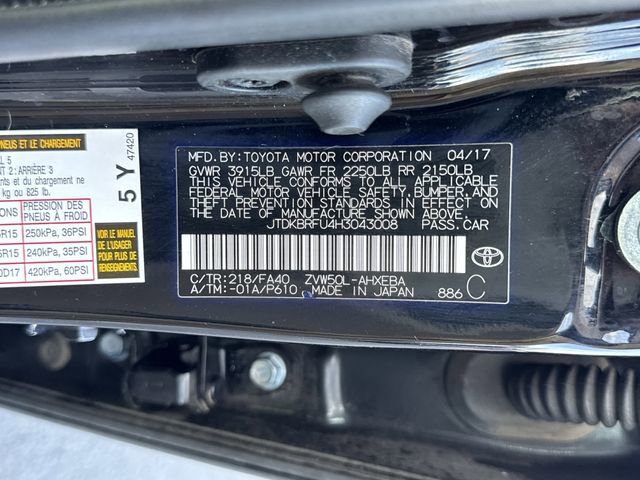 NEUS ET LE CHARGEMENT
5
NT 2:ARRIÈRE 3
ts et du chargement ne
kg ou 825 lb.
ONS
PRESSION DES
PNEUS À FROID
R15
250kPa, 36PSI
R15
240kPa, 35PSI
0D17
420kPa, 60PSI
VOIR LE
MANUEL
DE L'USAGER
POUR
PLUS DE
5 Y
47420
MFD.BY:TOYOTA MOTOR CORPORATION 04/17
GVWR 3915LB GAWR FR 2250LB RR 2150LB
THIS VEHICLE CONFORMS TO ALL APPLICABLE
FEDERAL MOTOR VEHICLE SAFETY, BUMPER, AND
THEFT PREVENTION STANDARDS IN EFFECT ON
THE DATE OF MANUFACTURE SHOWN ABOVE.
JTDKBRFU4H3043008 PASS.CAR
C/TR:218/FA40 ZVW50L-AHXEBA
A/TM:-01A/P610 MADE IN JAPAN 886 C